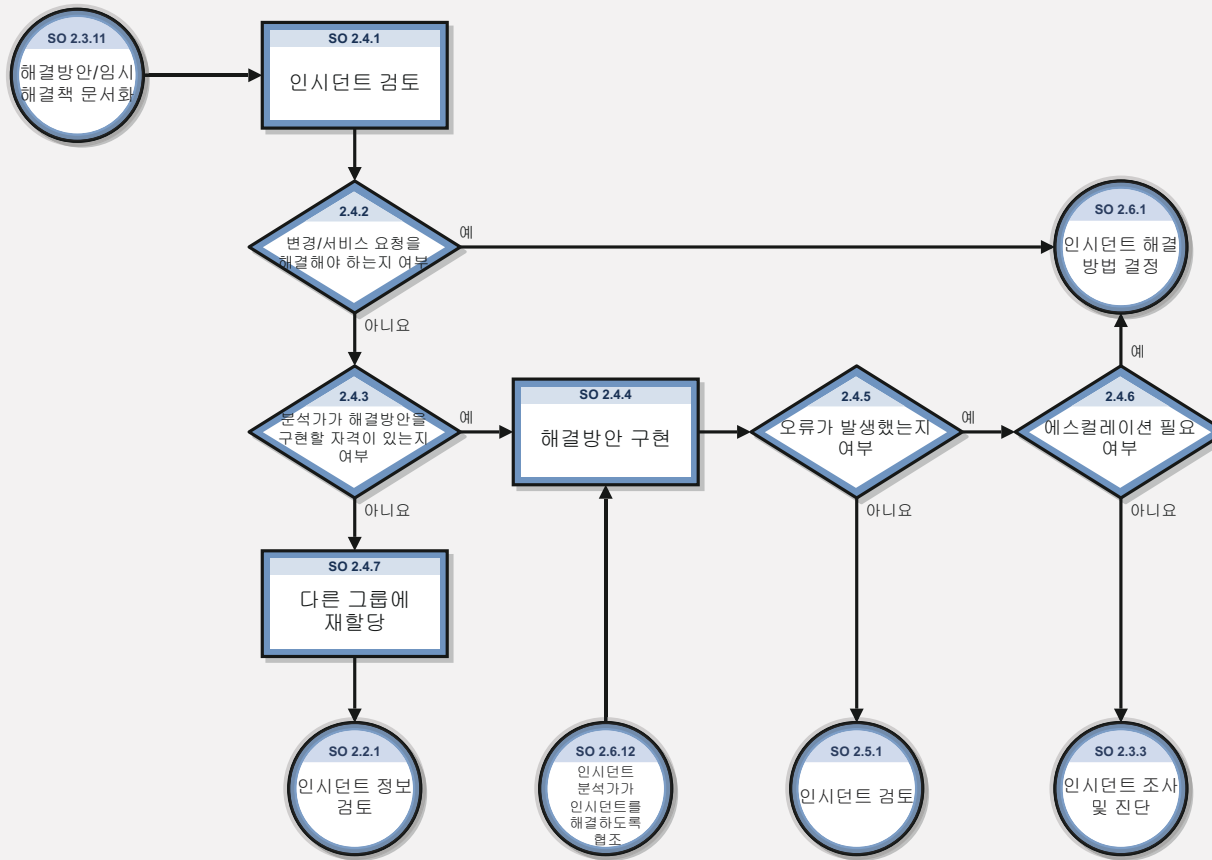 SO 2.3.11
해결방안/임시
해결책 문서화
SO 2.4.1
인시던트 검토
2.4.2
변경/서비스 요청을
해결해야 하는지 여부
예
아니요
SO 2.6.1
인시던트 해결
방법 결정
2.4.3
분석가가 해결방안을
구현할 자격이 있는지
여부
예
아니요
SO 2.4.4
해결방안 구현
2.4.5
오류가 발생했는지
여부
예
아니요
2.4.6
에스컬레이션 필요
여부
예
아니요
SO 2.4.7
다른 그룹에
재할당
SO 2.2.1
인시던트 정보
검토
SO 2.6.12
인시던트
분석가가
인시던트를
해결하도록
협조
SO 2.5.1
인시던트 검토
SO 2.3.3
인시던트 조사
및 진단